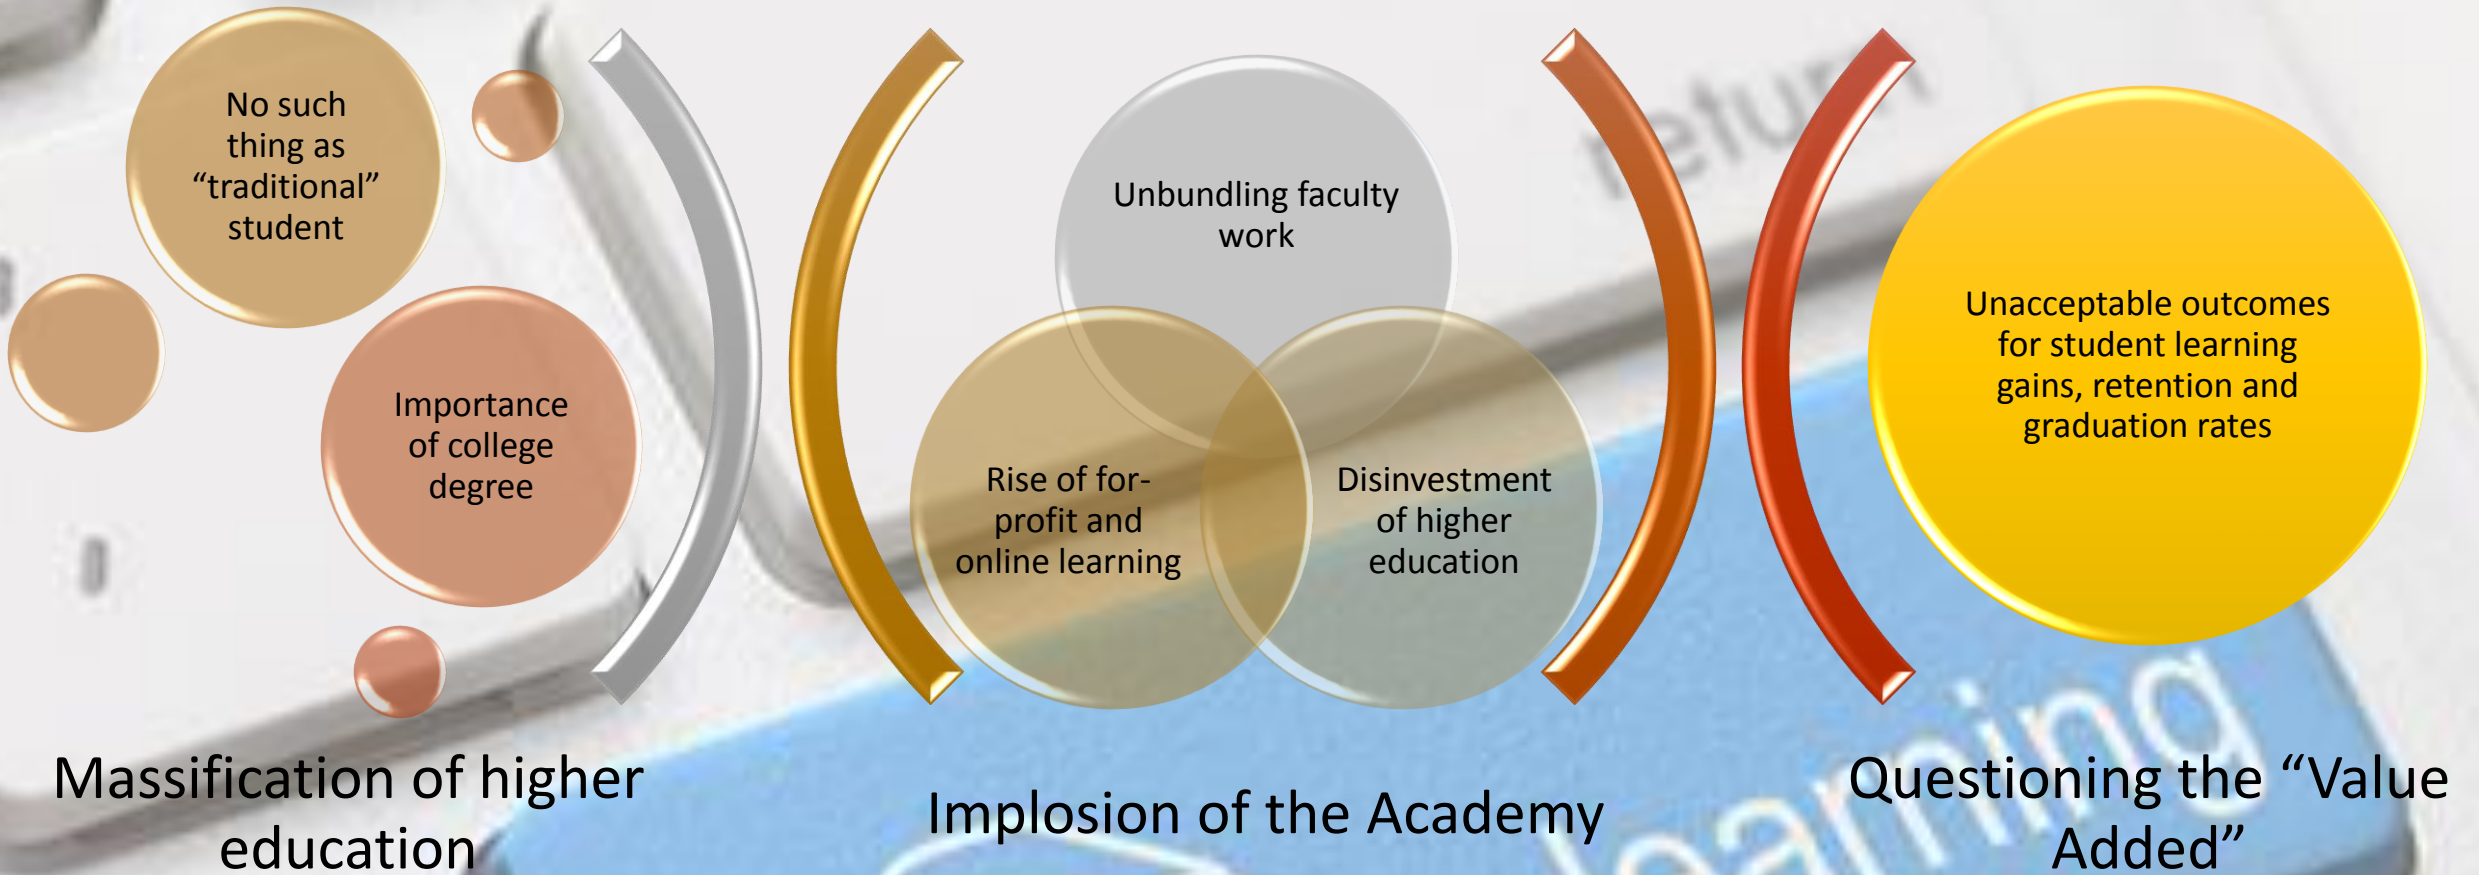 No such
thing as
“traditional”
student
Importance
of college
degree
Massification of higher
education
Unbundling faculty
work
Rise of for-
profit and
online learning
Disinvestment
of higher
education
Implosion of the Academy
Unacceptable outcomes
for student learning
gains, retention and
graduation rates
Questioning the “Value
Added”
return
learning